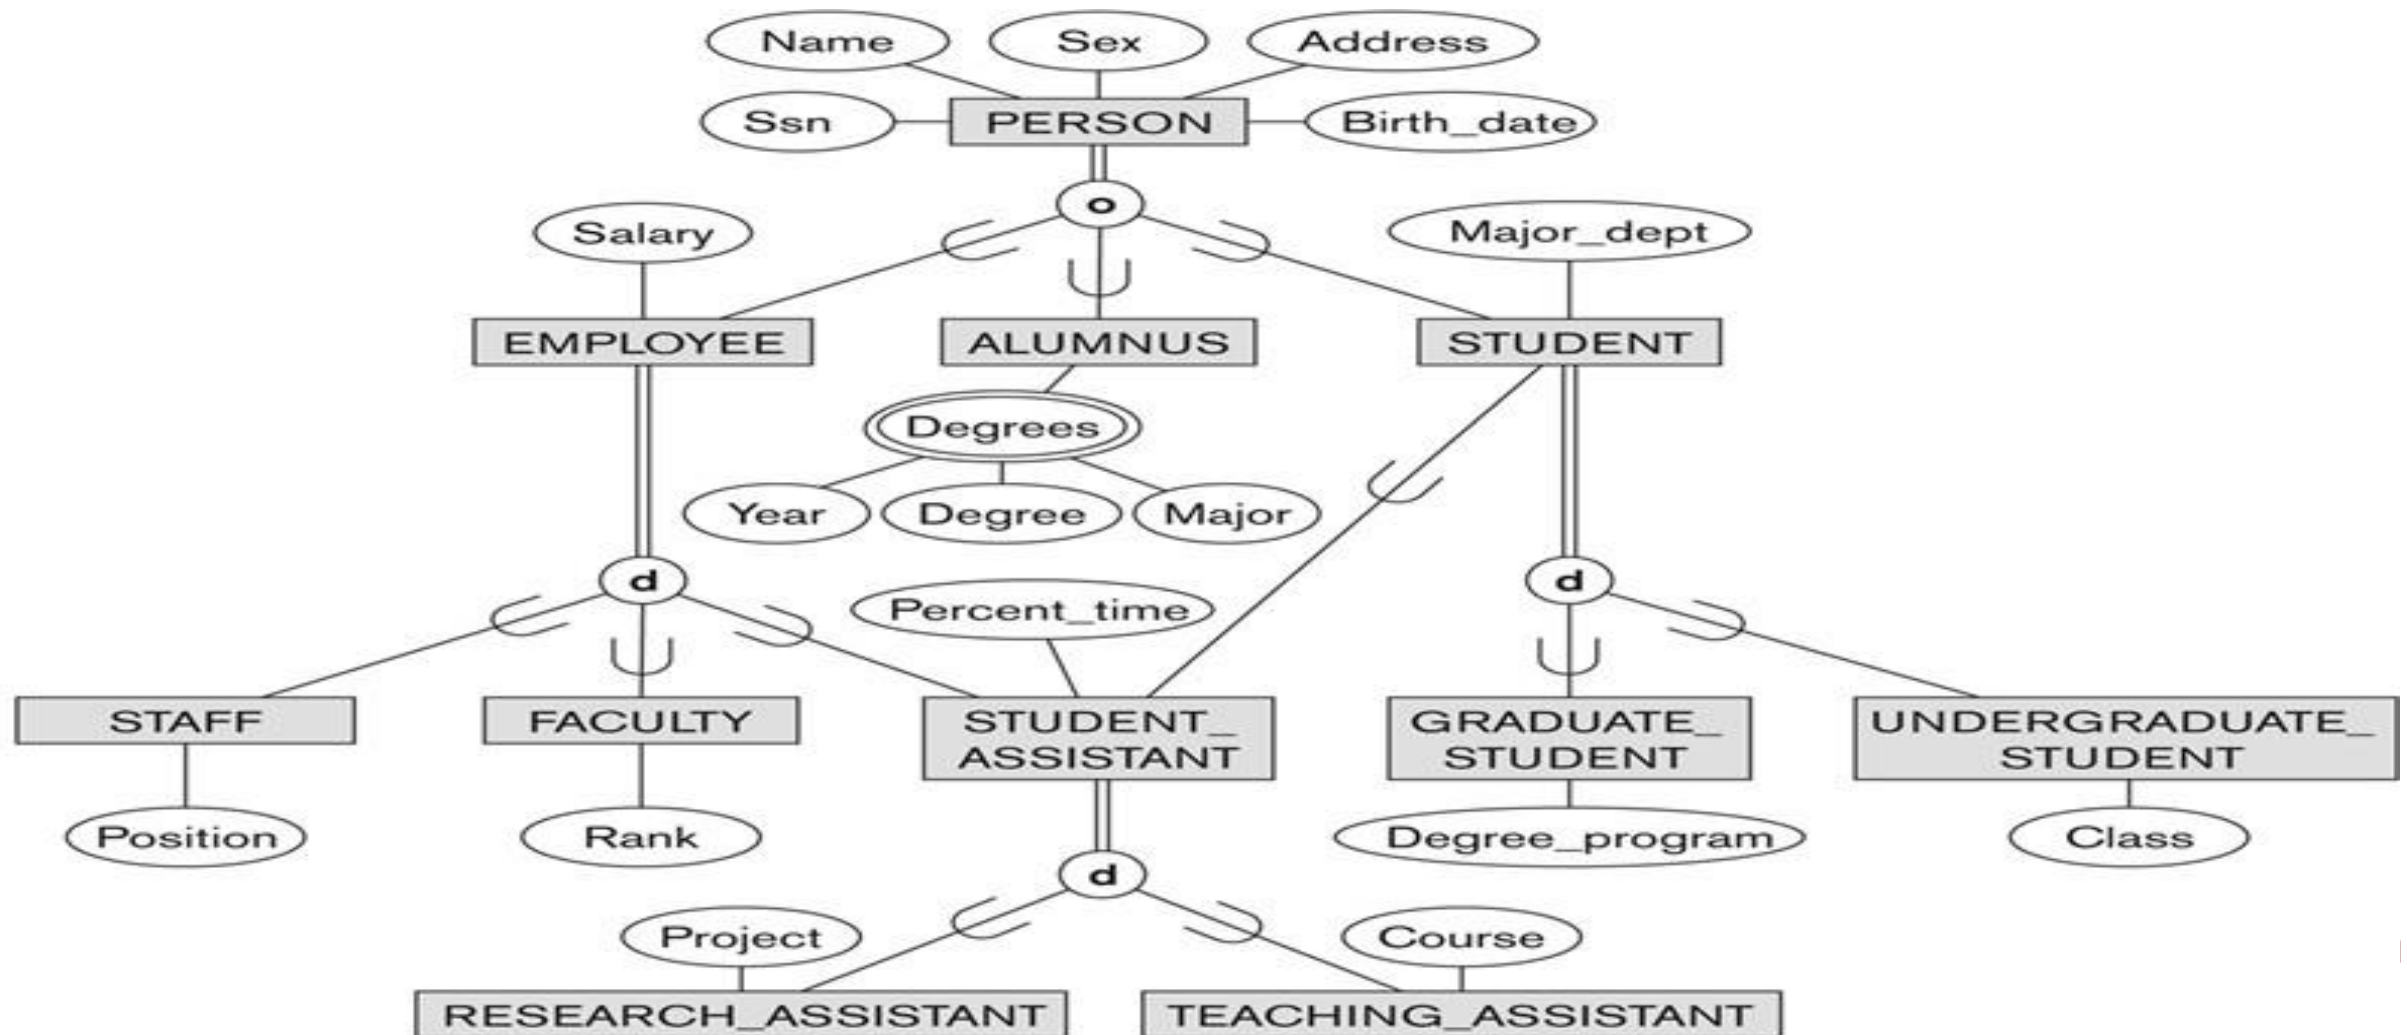 Name
Sex
Address
Ssn
PERSON
Birth_date
o
Salary
Major_dept
EMPLOYEE
ALUMNUS
STUDENT
Degrees
Year
Degree
Major
d
Percent_time
d
STAFF
FACULTY
STUDENT_
ASSISTANT
GRADUATE_
STUDENT
UNDERGRADUATE_
STUDENT
Position
Rank
Degree_program
Class
d
Project
Course
RESEARCH_ASSISTANT
TEACHING_ASSISTANT